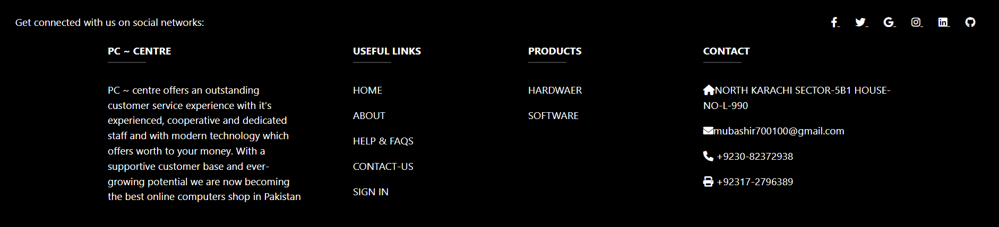 Get connected with us on social networks:
PC ~ CENTRE
PC ~ centre offers an outstanding
customer service experience with it's
experienced, cooperative and dedicated
staff and with modern technology which
offers worth to your money. With a
supportive customer base and ever-
growing potential we are now becoming
the best online computers shop in Pakistan
USEFUL LINKS
HOME
ABOUT
HELP & FAQS
CONTACT-US
SIGN IN
PRODUCTS
HARDWAER
SOFTWARE
CONTACT
NORTH KARACHI SECTOR-5B1 HOUSE-
NO-L-990
mubashir700100@gmail.com
+9230-82372938
+92317-2796389